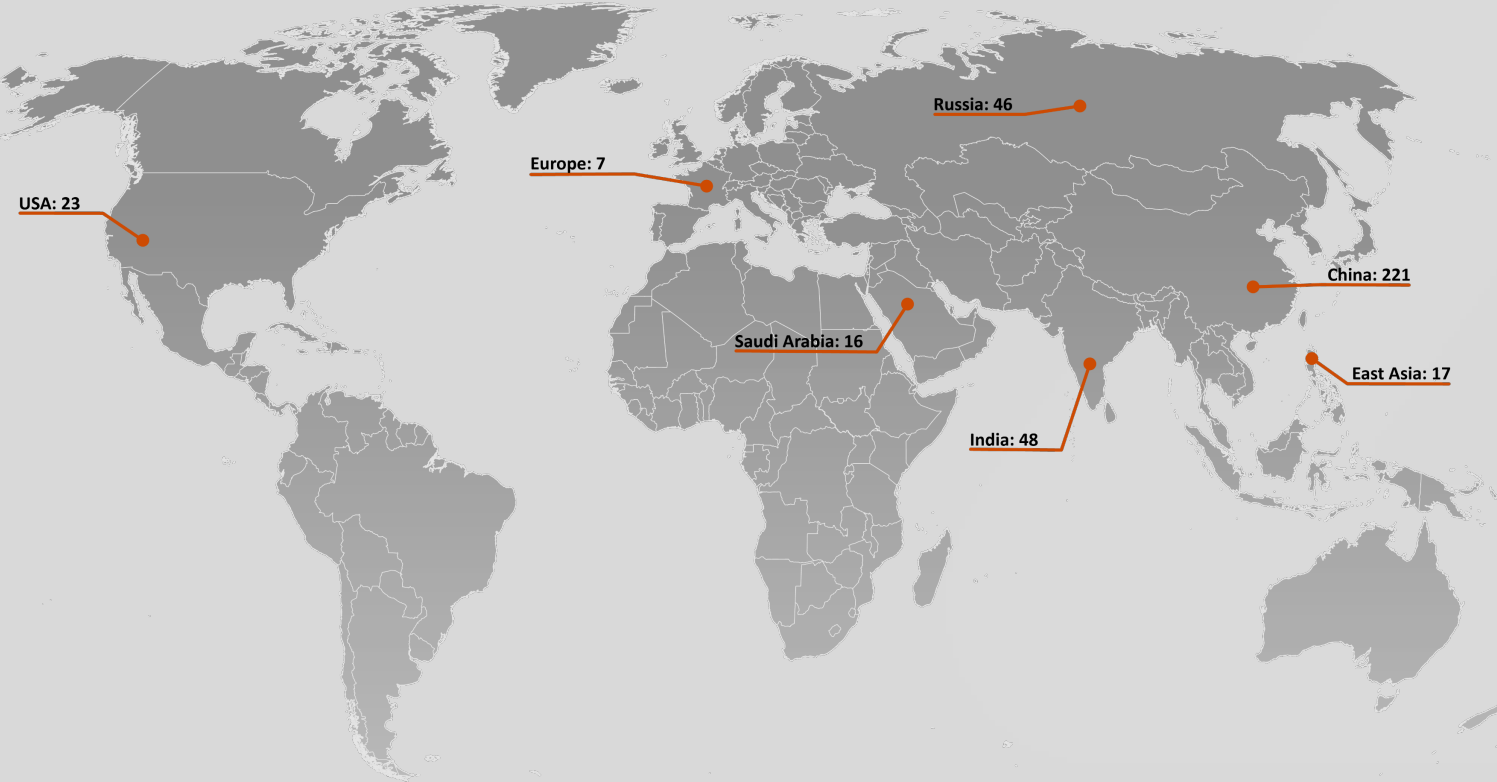 Russia: 46
Europe: 7
USA: 23
China: 221
Saudi Arabia: 16
East Asia: 17
India: 48